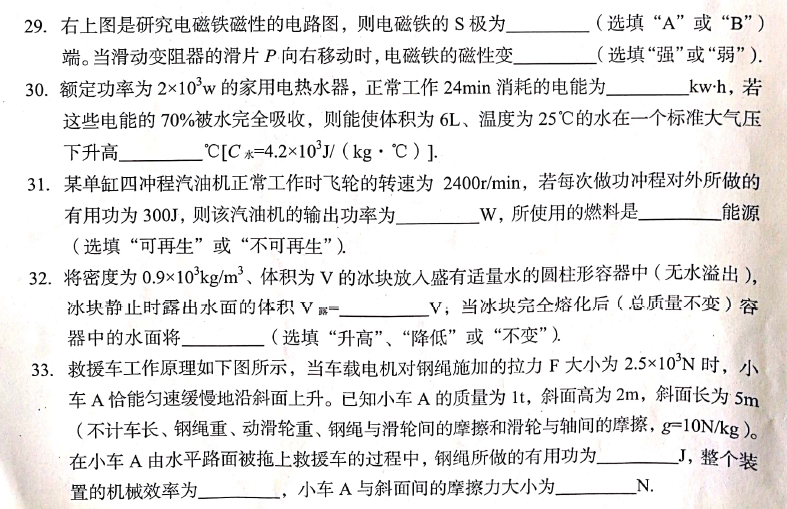 29. 右上图是研究电磁铁磁性的电路图，则电磁铁的 S 极为________（选填“A”或“B”）
端。当滑动变阻器的滑片 P 向右移动时，电磁铁的磁性变________（选填“强”或“弱”）.
30. 额定功率为 2×10³w 的家用电热水器，正常工作 24min 消耗的电能为________kw·h，若
这些电能的 70%被水完全吸收，则能使体积为 6L、温度为 25℃的水在一个标准大气压
下升高________℃[C水=4.2×10³J/（kg·℃）].
31. 某单缸四冲程汽油机正常工作时飞轮的转速为 2400r/min，若每次做功冲程对外所做的
有用功为 300J，则该汽油机的输出功率为________W，所使用的燃料是________能源
（选填“可再生”或“不可再生”）.
32. 将密度为 0.9×10³kg/m³、体积为 V 的冰块放入盛有适量水的圆柱形容器中（无水溢出），
冰块静止时露出水面的体积 V露=________V；当冰块完全熔化后（总质量不变）容
器中的水面将________（选填“升高”、“降低”或“不变”）.
33. 救援车工作原理如下图所示，当车载电机对钢绳施加的拉力 F 大小为 2.5×10³N 时，小
车 A 恰能匀速缓慢地沿斜面上升。已知小车 A 的质量为 1t，斜面高为 2m，斜面长为 5m
（不计车长、钢绳重、动滑轮重、钢绳与滑轮间的摩擦和滑轮与轴间的摩擦，g=10N/kg）。
在小车 A 由水平路面被拖上救援车的过程中，钢绳所做的有用功为________J，整个装
置的机械效率为________，小车 A 与斜面间的摩擦力大小为________N.